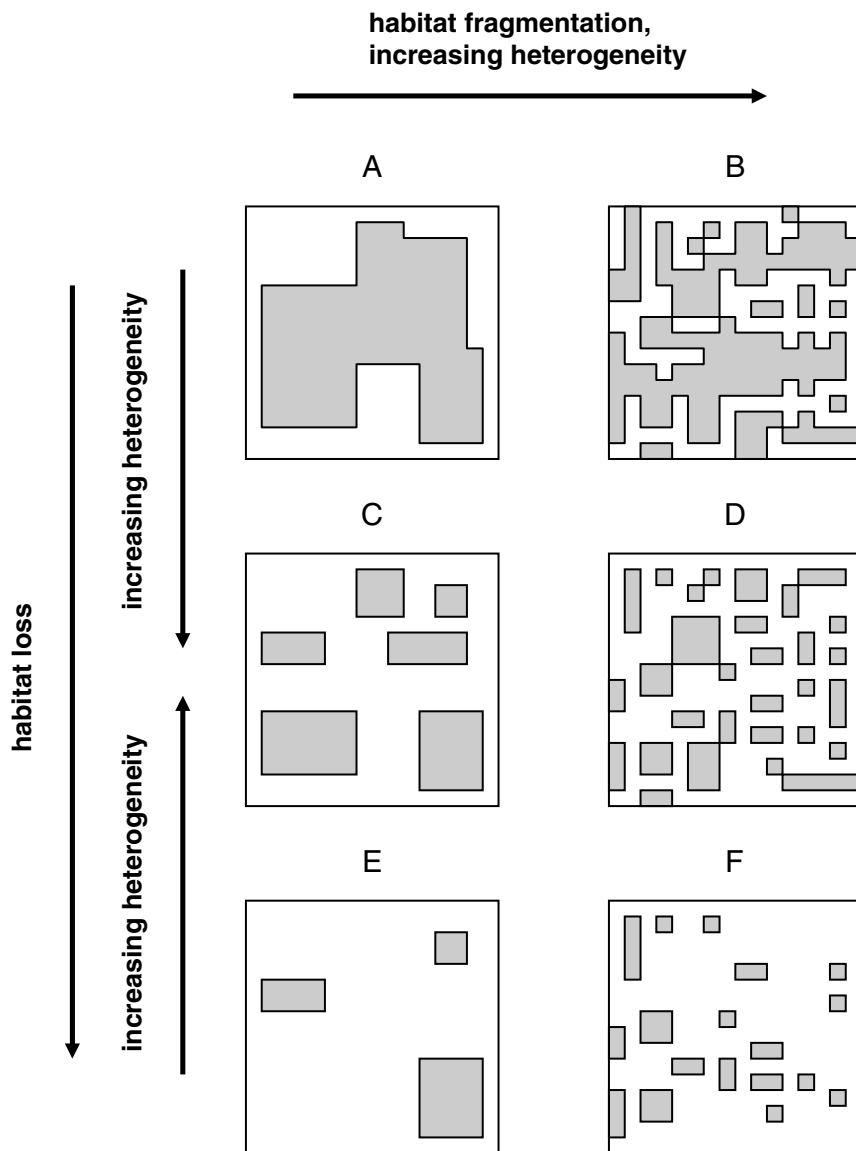 habitat fragmentation,
increasing heterogeneity
A
B
habitat loss
increasing heterogeneity
C
D
increasing heterogeneity
E
F